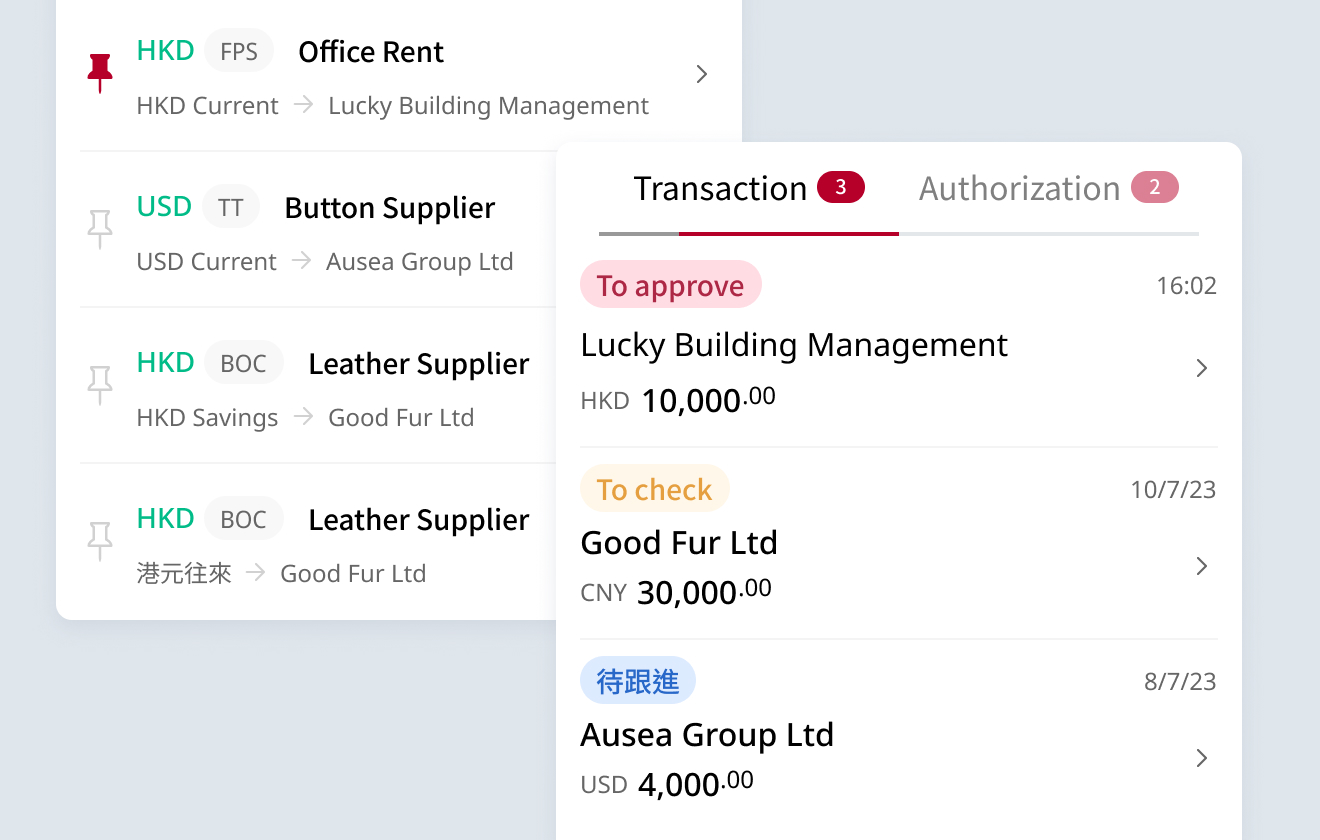 HKD FPS Office Rent
HKD Current → Lucky Building Management
USD TT Button Supplier
USD Current → Ausea Group Ltd
HKD BOC Leather Supplier
HKD Savings → Good Fur Ltd
HKD BOC Leather Supplier
港元往來 → Good Fur Ltd
Transaction 3 Authorization 2
To approve 16:02
Lucky Building Management
HKD 10,000.00
To check 10/7/23
Good Fur Ltd
CNY 30,000.00
待跟進 8/7/23
Ausea Group Ltd
USD 4,000.00